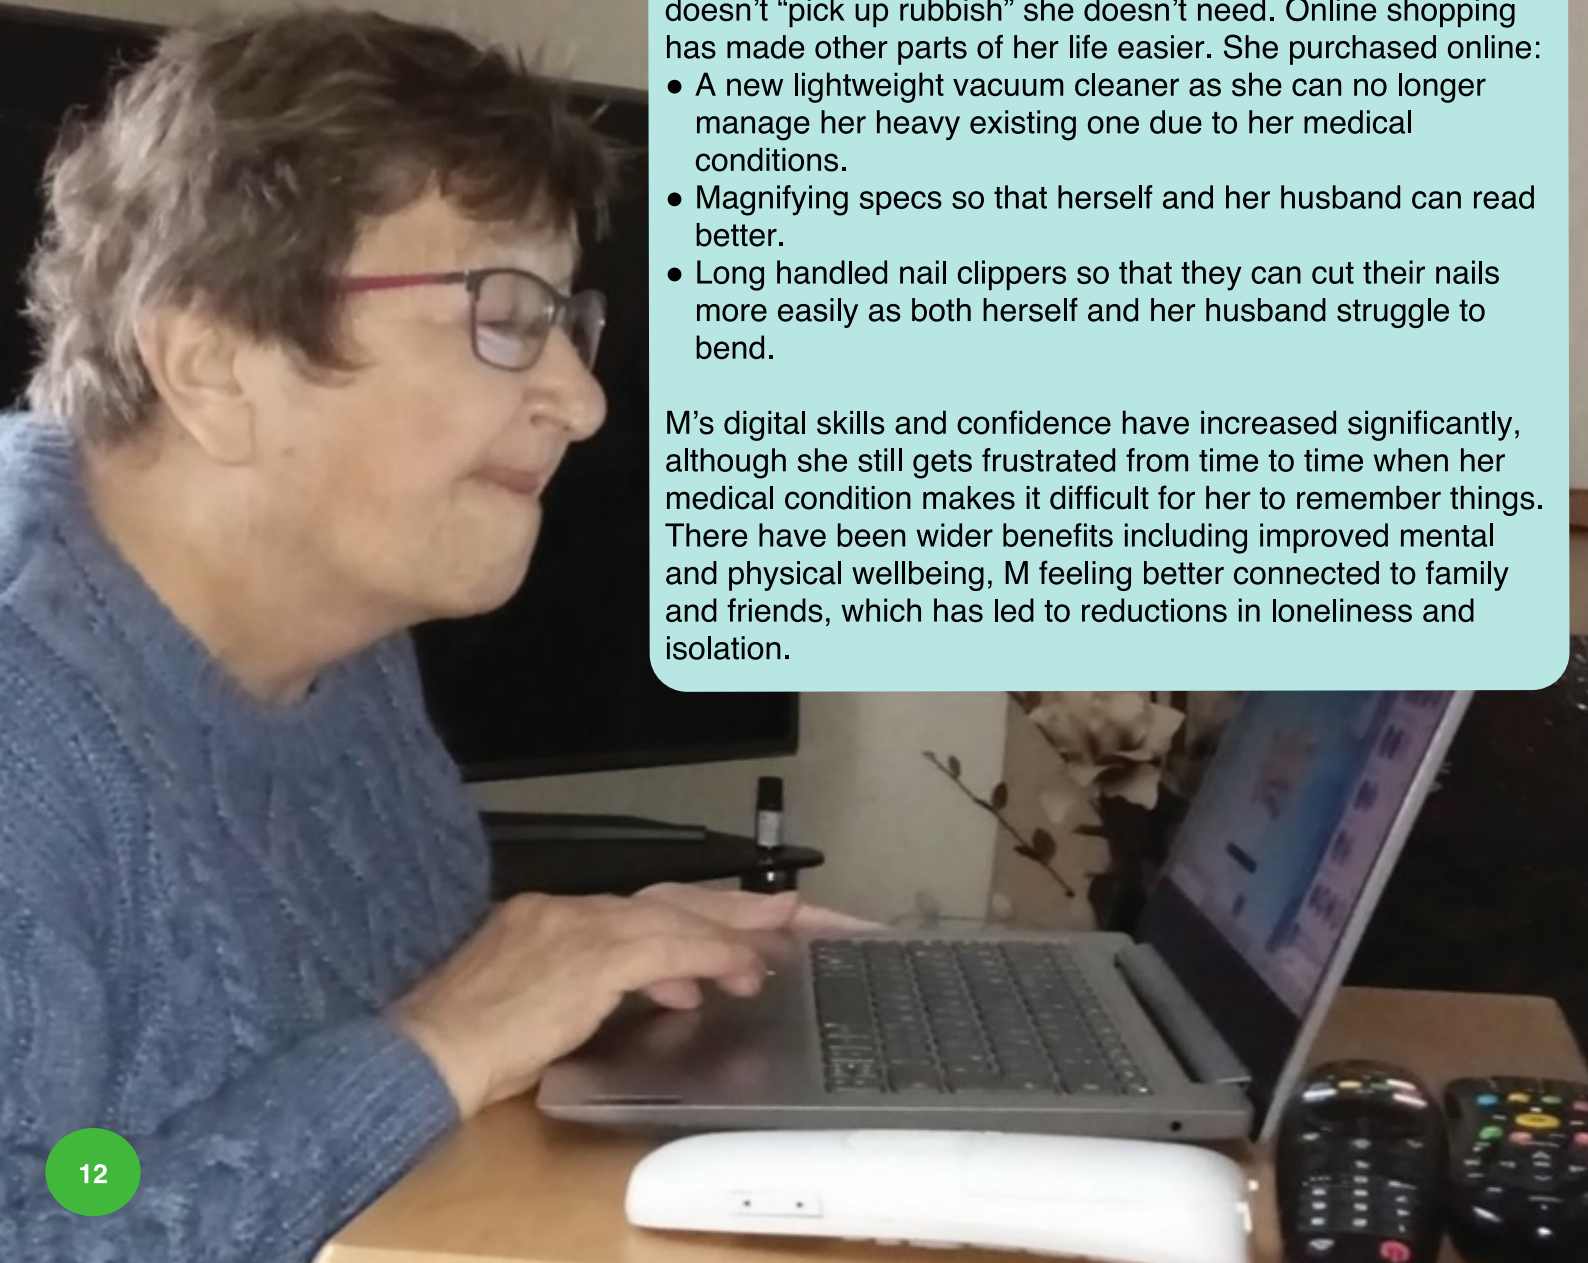 doesn’t “pick up rubbish” she doesn’t need. Online shopping
has made other parts of her life easier. She purchased online:
● A new lightweight vacuum cleaner as she can no longer
manage her heavy existing one due to her medical
conditions.
● Magnifying specs so that herself and her husband can read
better.
● Long handled nail clippers so that they can cut their nails
more easily as both herself and her husband struggle to
bend.
M’s digital skills and confidence have increased significantly,
although she still gets frustrated from time to time when her
medical condition makes it difficult for her to remember things.
There have been wider benefits including improved mental
and physical wellbeing, M feeling better connected to family
and friends, which has led to reductions in loneliness and
isolation.
12